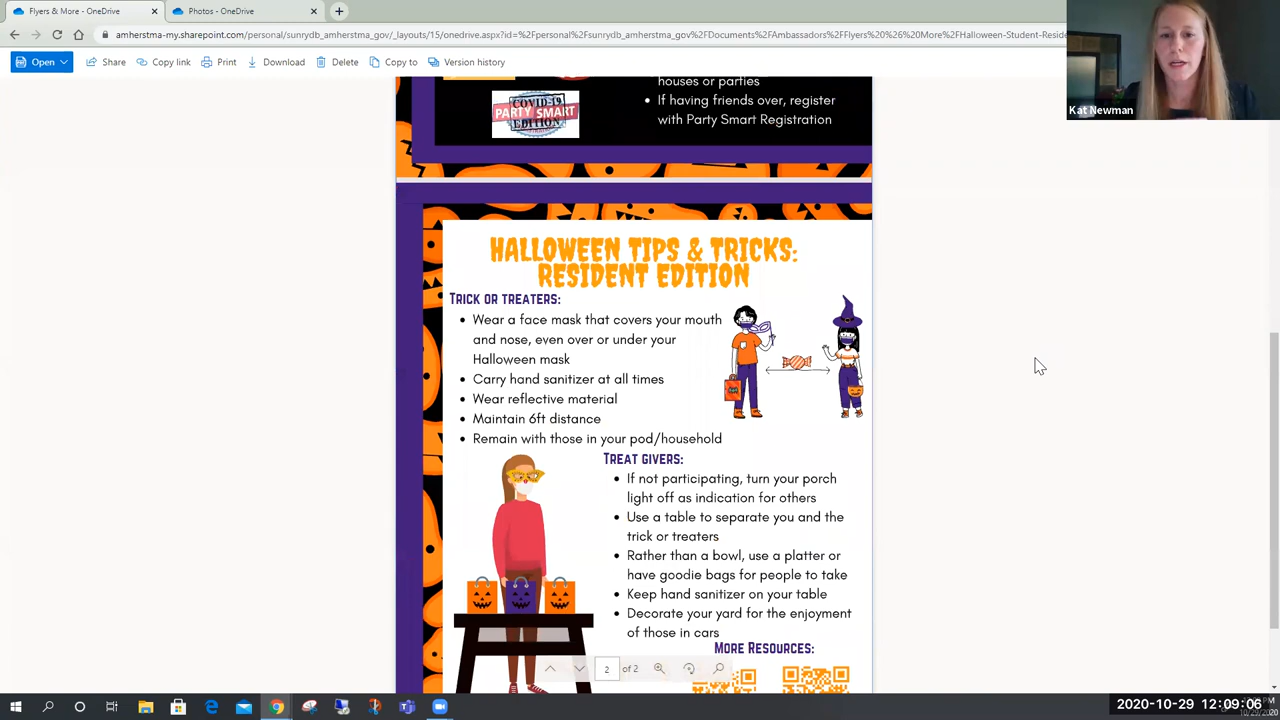 Flyers & More - OneDrive
Photos - OneDrive
amherstma-my.sharepoint.com/personal/sunrydb_amherstma_gov/_layouts/15/onedrive.aspx?id=%2Fpersonal%2Fsunrydb_amherstma_gov%2FDocuments%2FAmbassadors%2FFlyers%20%26%20More%2FHalloween-Student-Reside
Kat Newman
Open
Share
Copy link
Print
Download
Delete
Copy to
Version history
houses or parties
• If having friends over, register
with Party Smart Registration
COVID-19
PARTY SMART
EDITION
HALLOWEEN TIPS & TRICKS:
RESIDENT EDITION
TRICK OR TREATERS:
• Wear a face mask that covers your mouth
and nose, even over or under your
Halloween mask
• Carry hand sanitizer at all times
• Wear reflective material
• Maintain 6ft distance
• Remain with those in your pod/household
TREAT GIVERS:
• If not participating, turn your porch
light off as indication for others
• Use a table to separate you and the
trick or treaters
• Rather than a bowl, use a platter or
have goodie bags for people to take
• Keep hand sanitizer on your table
• Decorate your yard for the enjoyment
of those in cars
MORE RESOURCES:
2 of 2
2020-10-29 12:09:06